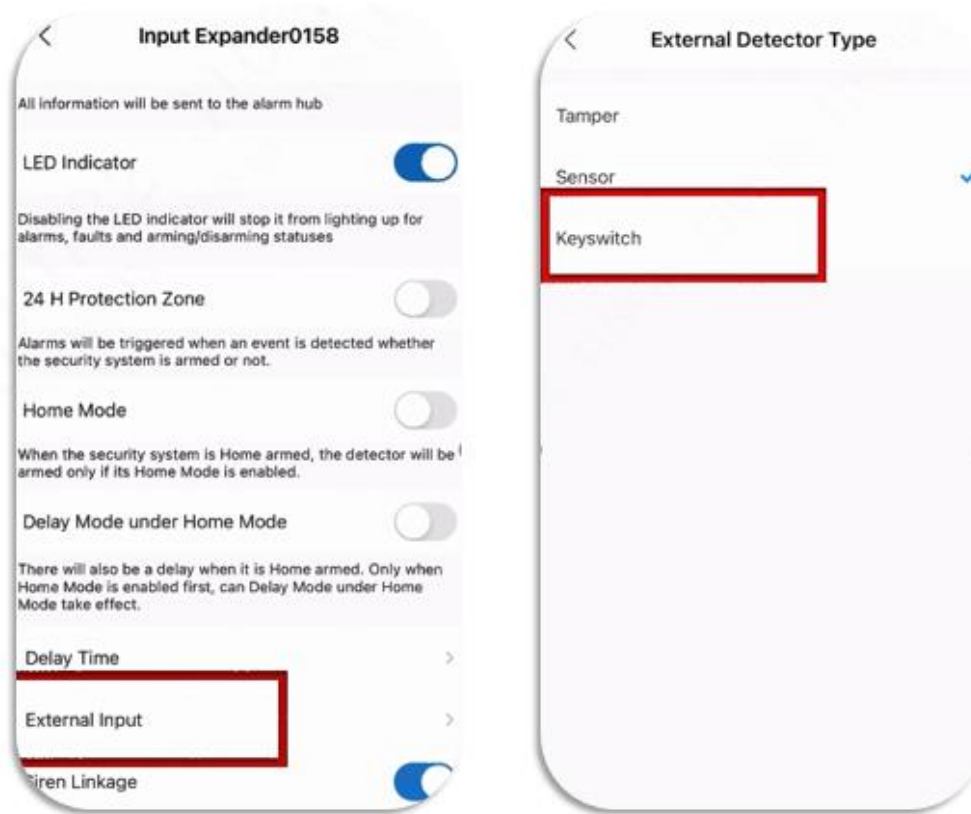 Input Expander0158
All information will be sent to the alarm hub
LED Indicator
Disabling the LED indicator will stop it from lighting up for
alarms, faults and arming/disarming statuses
24 H Protection Zone
Alarms will be triggered when an event is detected whether
the security system is armed or not.
Home Mode
When the security system is Home armed, the detector will be
armed only if its Home Mode is enabled.
Delay Mode under Home Mode
There will also be a delay when it is Home armed. Only when
Home Mode is enabled first, can Delay Mode under Home
Mode take effect.
Delay Time
External Input
Siren Linkage
External Detector Type
Tamper
Sensor
Keyswitch